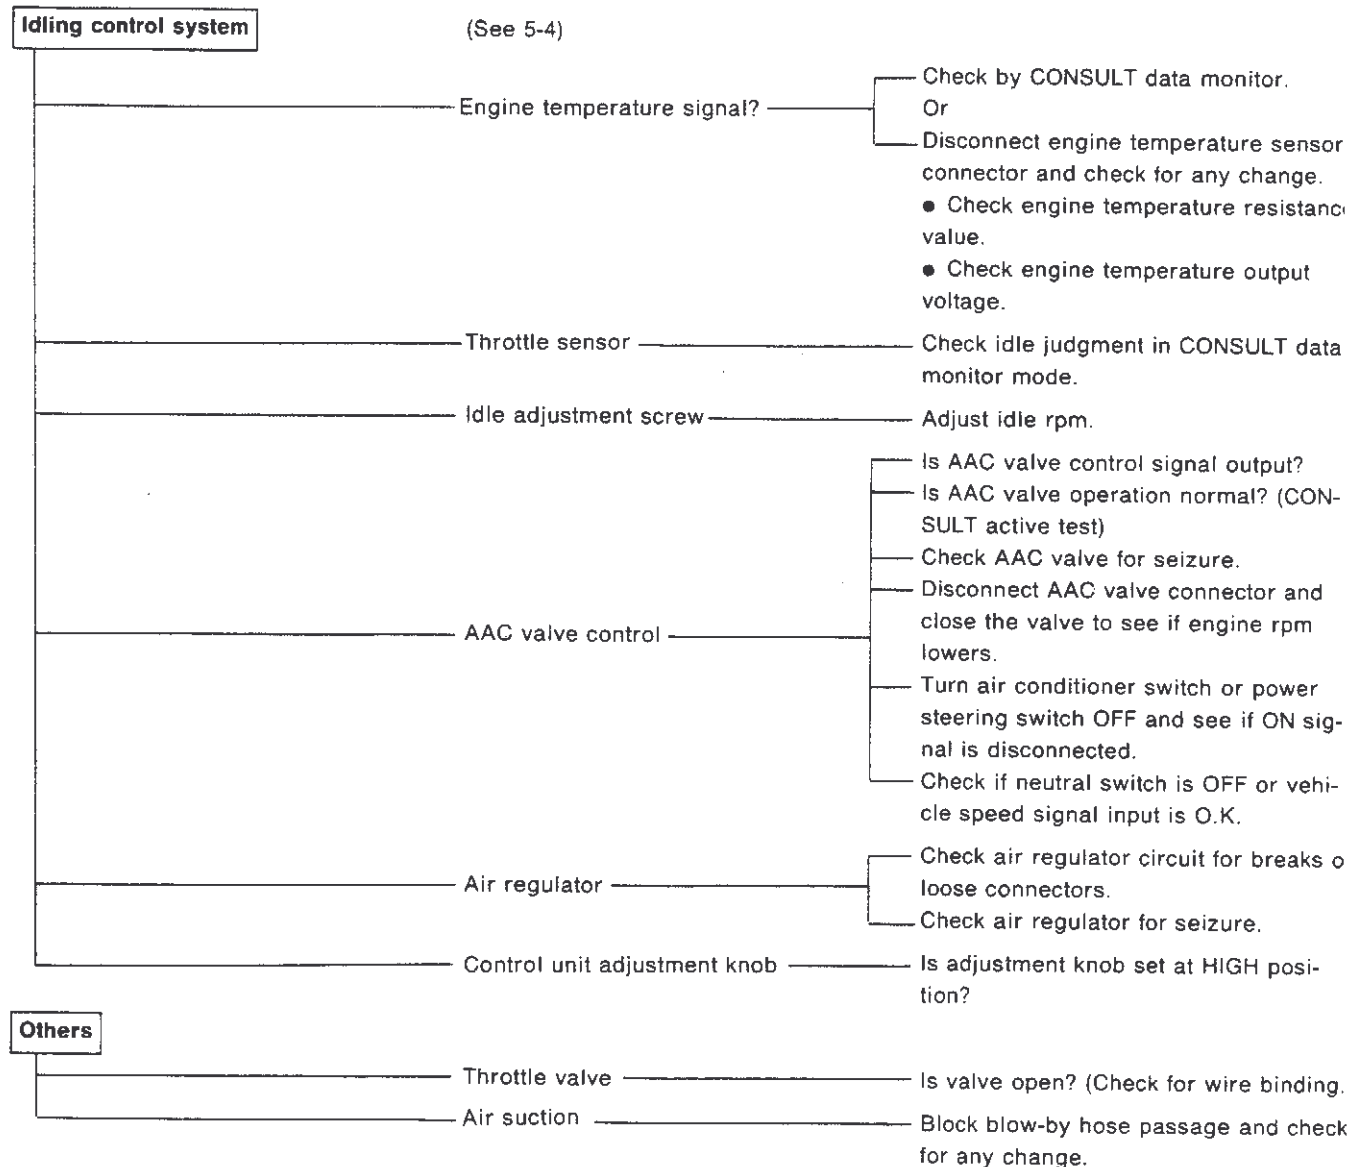 Idling control system
(See 5-4)
Engine temperature signal?
Check by CONSULT data monitor.
Or
Disconnect engine temperature sensor
connector and check for any change.
● Check engine temperature resistanc
value.
● Check engine temperature output
voltage.
Throttle sensor
Check idle judgment in CONSULT data
monitor mode.
Idle adjustment screw
Adjust idle rpm.
AAC valve control
Is AAC valve control signal output?
Is AAC valve operation normal? (CON-
SULT active test)
Check AAC valve for seizure.
Disconnect AAC valve connector and
close the valve to see if engine rpm
lowers.
Turn air conditioner switch or power
steering switch OFF and see if ON sig-
nal is disconnected.
Check if neutral switch is OFF or vehi-
cle speed signal input is O.K.
Air regulator
Check air regulator circuit for breaks o
loose connectors.
Check air regulator for seizure.
Control unit adjustment knob
Is adjustment knob set at HIGH posi-
tion?
Others
Throttle valve
Is valve open? (Check for wire binding.
Air suction
Block blow-by hose passage and check
for any change.